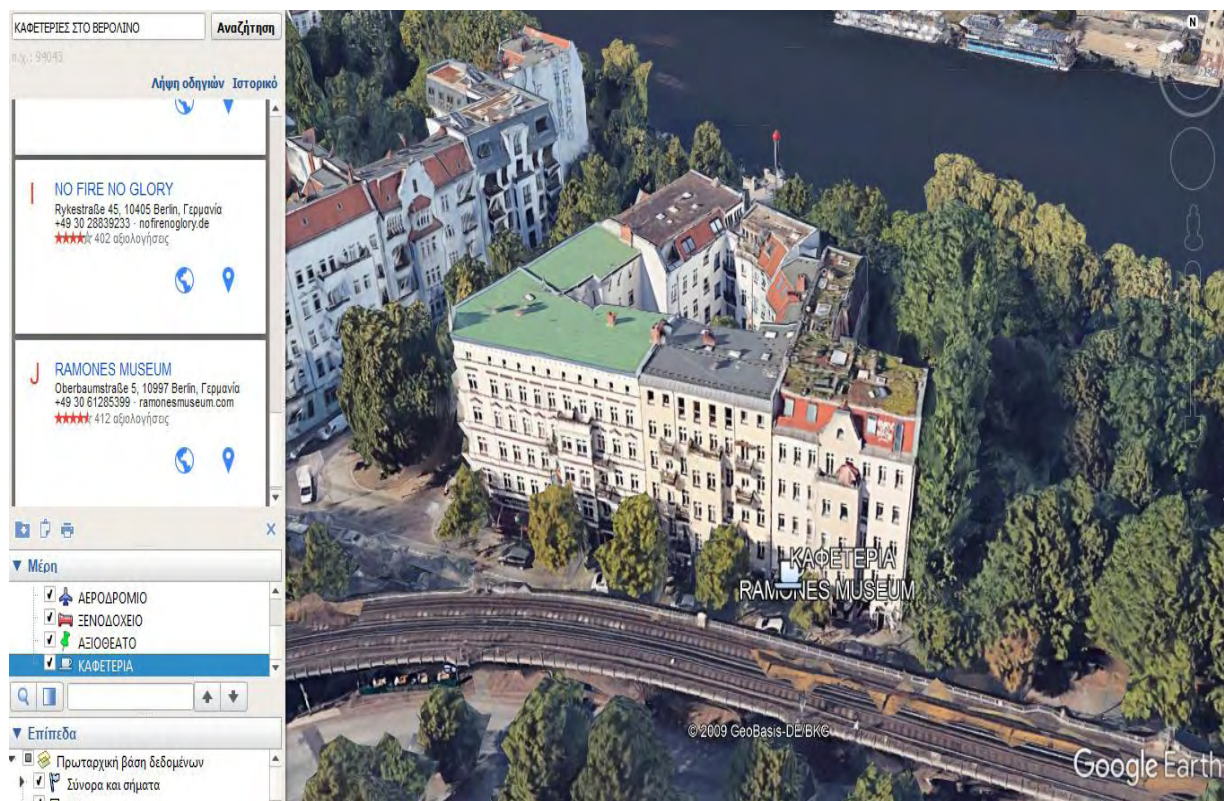 ΚΑΦΕΤΕΡΙΕΣ ΣΤΟ ΒΕΡΟΛΙΝΟ
Αναζήτηση
π.χ.: 94043
Λήψη οδηγιών Ιστορικό
I NO FIRE NO GLORY
Rykestraße 45, 10405 Berlin, Γερμανία
+49 30 28839233 · nofirenoglory.de
402 αξιολογήσεις
J RAMONES MUSEUM
Oberbaumstraße 5, 10997 Berlin, Γερμανία
+49 30 61285399 · ramonesmuseum.com
412 αξιολογήσεις
Μέρη
ΑΕΡΟΔΡΟΜΙΟ
ΞΕΝΟΔΟΧΕΙΟ
ΑΞΙΟΘΕΑΤΟ
ΚΑΦΕΤΕΡΙΑ
Επίπεδα
Πρωταρχική βάση δεδομένων
Σύνορα και σήματα
N
ΚΑΦΕΤΕΡΙΑ
RAMONES MUSEUM
© 2009 GeoBasis-DE/BKG
Google Earth